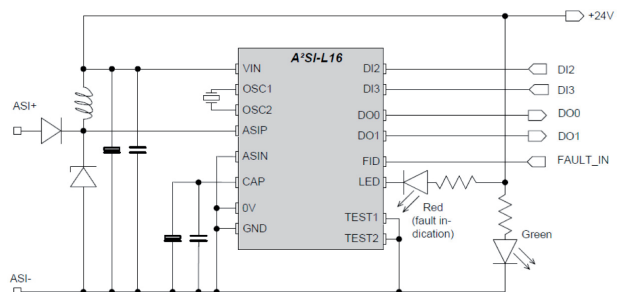 +24V
A²SI-L16
VIN
DI2
DI2
OSC1
DI3
DI3
ASI+
OSC2
DO0
DO0
ASIP
DO1
DO1
ASIN
FID
FAULT_IN
CAP
LED
Red
(fault in-
dication)
0V
TEST1
GND
TEST2
Green
ASI-